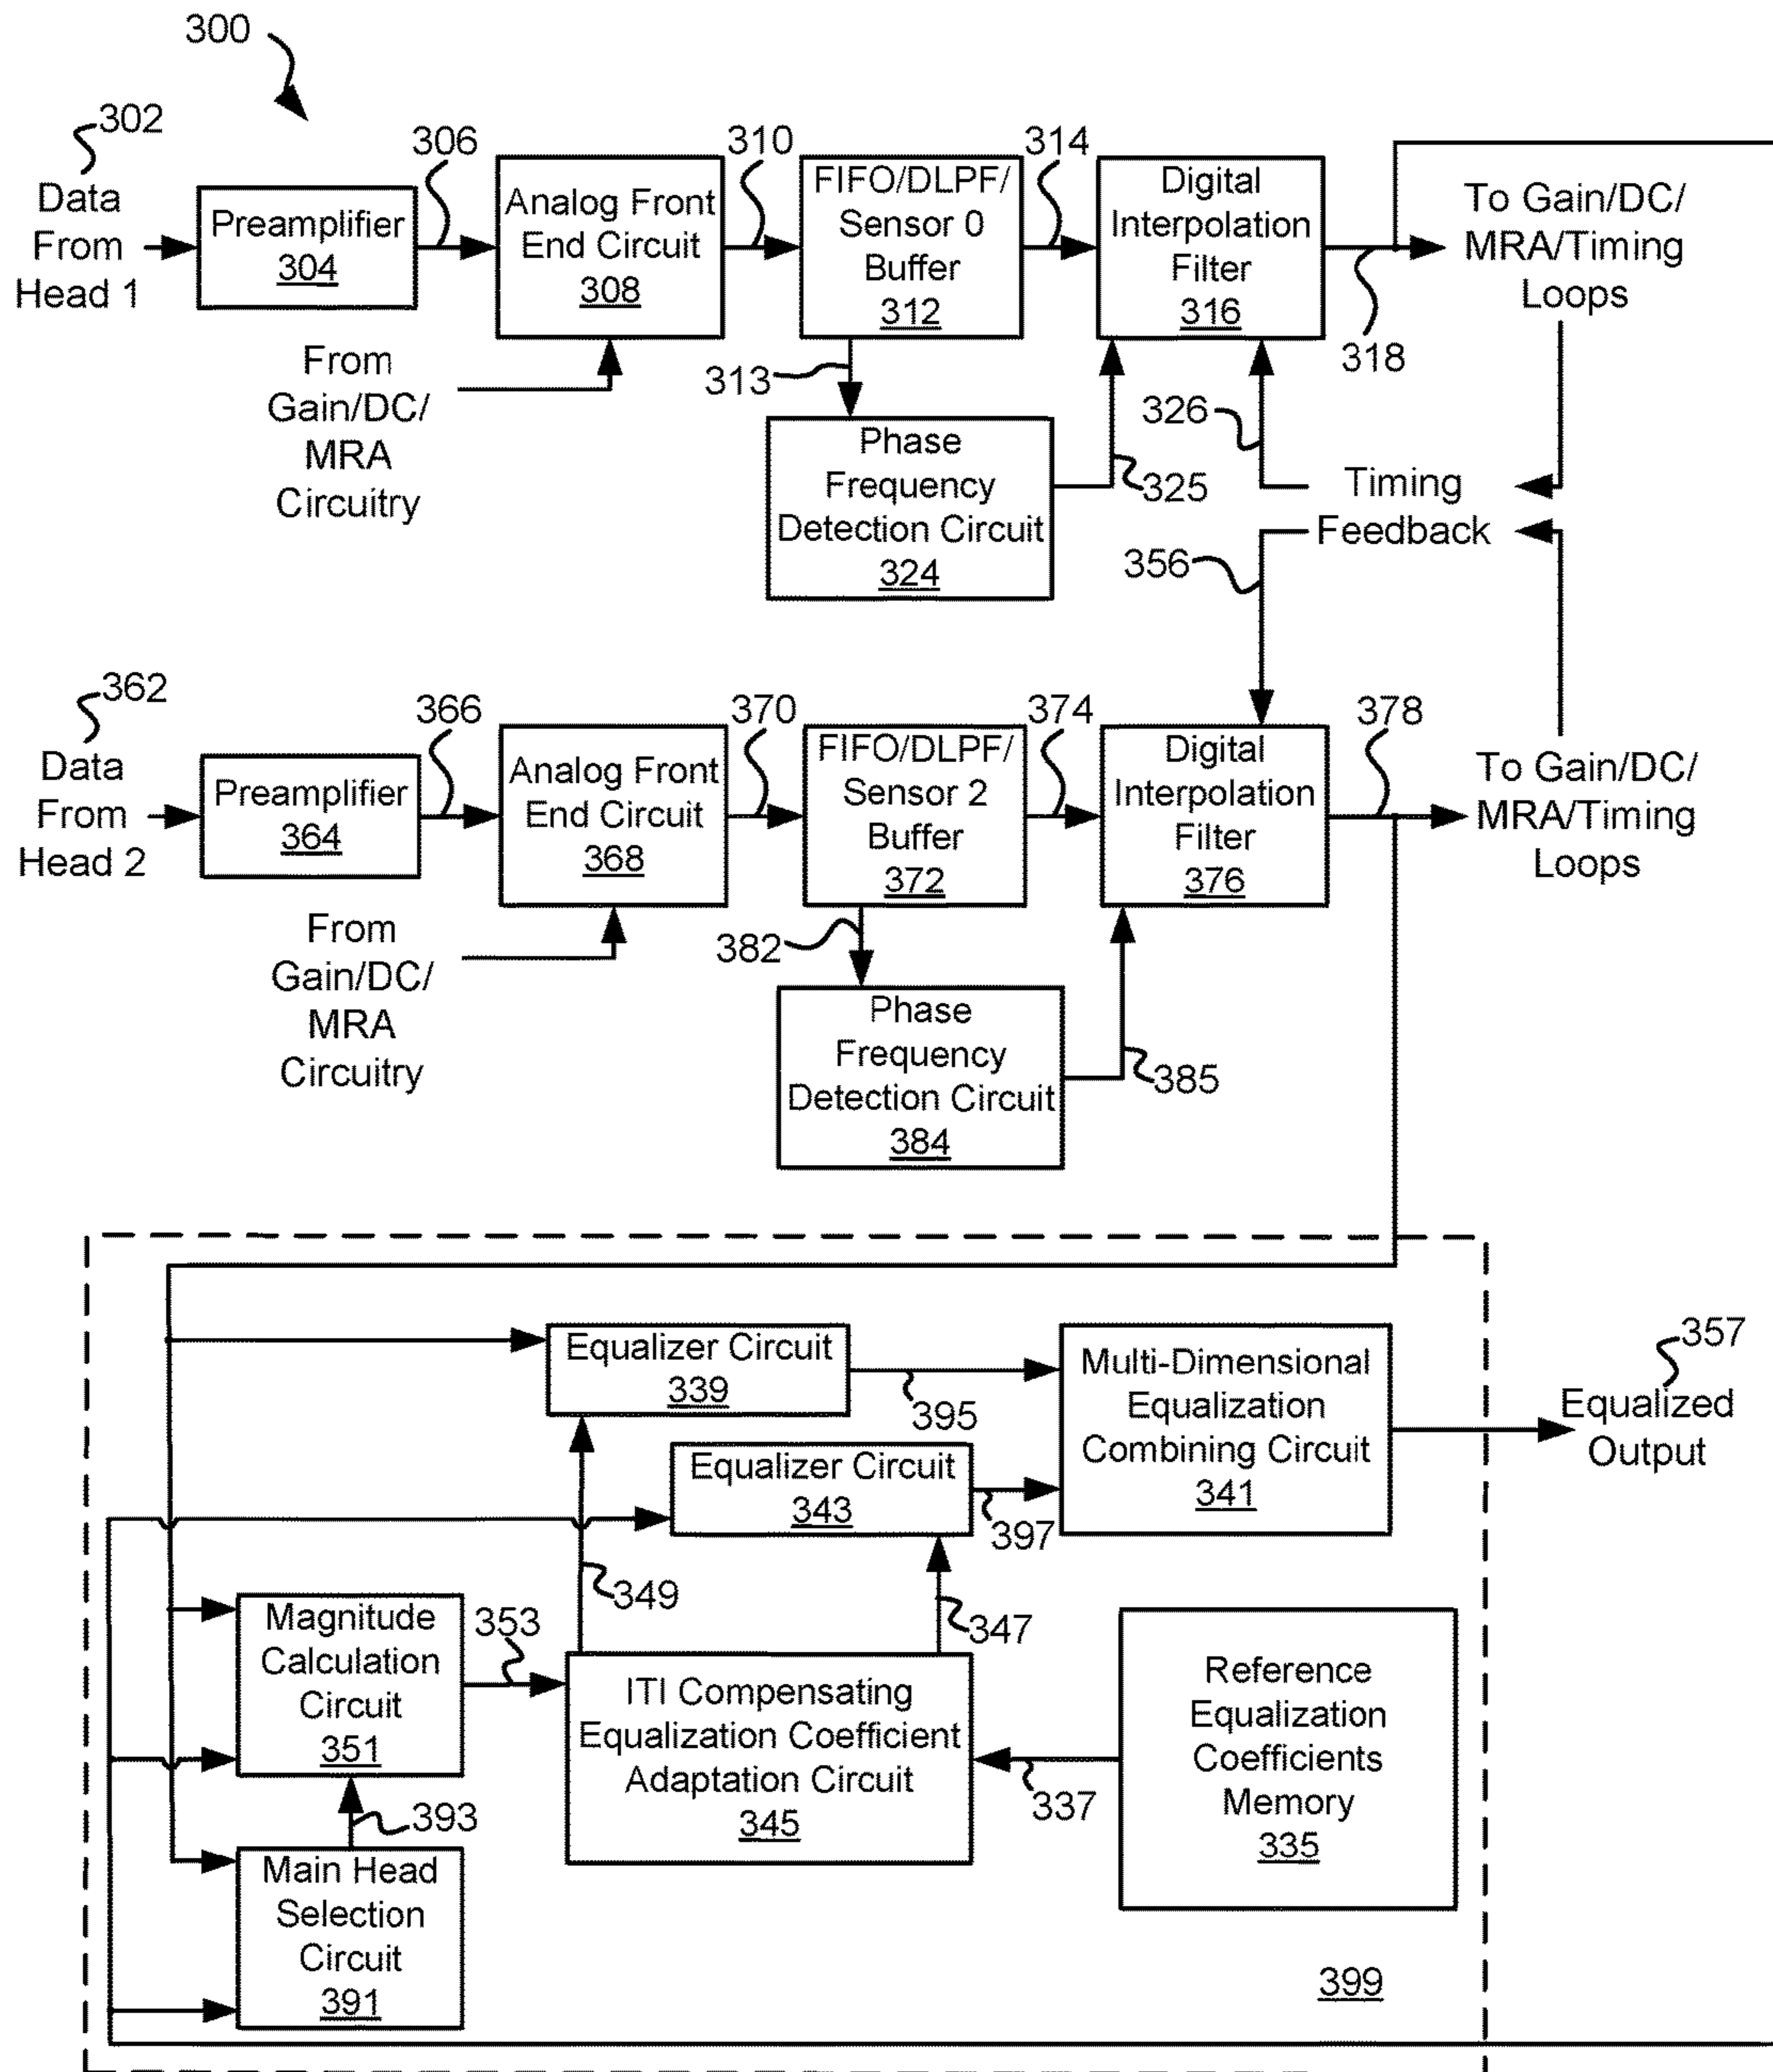 300
302
Data
From
Head 1
Preamplifier
304
306
Analog Front
End Circuit
308
310
FIFO/DLPF/
Sensor 0
Buffer
312
314
Digital
Interpolation
Filter
316
318
To Gain/DC/
MRA/Timing
Loops
From
Gain/DC/
MRA
Circuitry
313
Phase
Frequency
Detection Circuit
324
325
326
Timing
Feedback
356
362
Data
From
Head 2
Preamplifier
364
366
Analog Front
End Circuit
368
370
FIFO/DLPF/
Sensor 2
Buffer
372
374
Digital
Interpolation
Filter
376
378
To Gain/DC/
MRA/Timing
Loops
From
Gain/DC/
MRA
Circuitry
382
Phase
Frequency
Detection Circuit
384
385
Equalizer Circuit
339
395
Multi-Dimensional
Equalization
Combining Circuit
341
357
Equalized
Output
Equalizer Circuit
343
397
349
347
Magnitude
Calculation
Circuit
351
353
ITI Compensating
Equalization Coefficient
Adaptation Circuit
345
337
Reference
Equalization
Coefficients
Memory
335
393
Main Head
Selection
Circuit
391
399